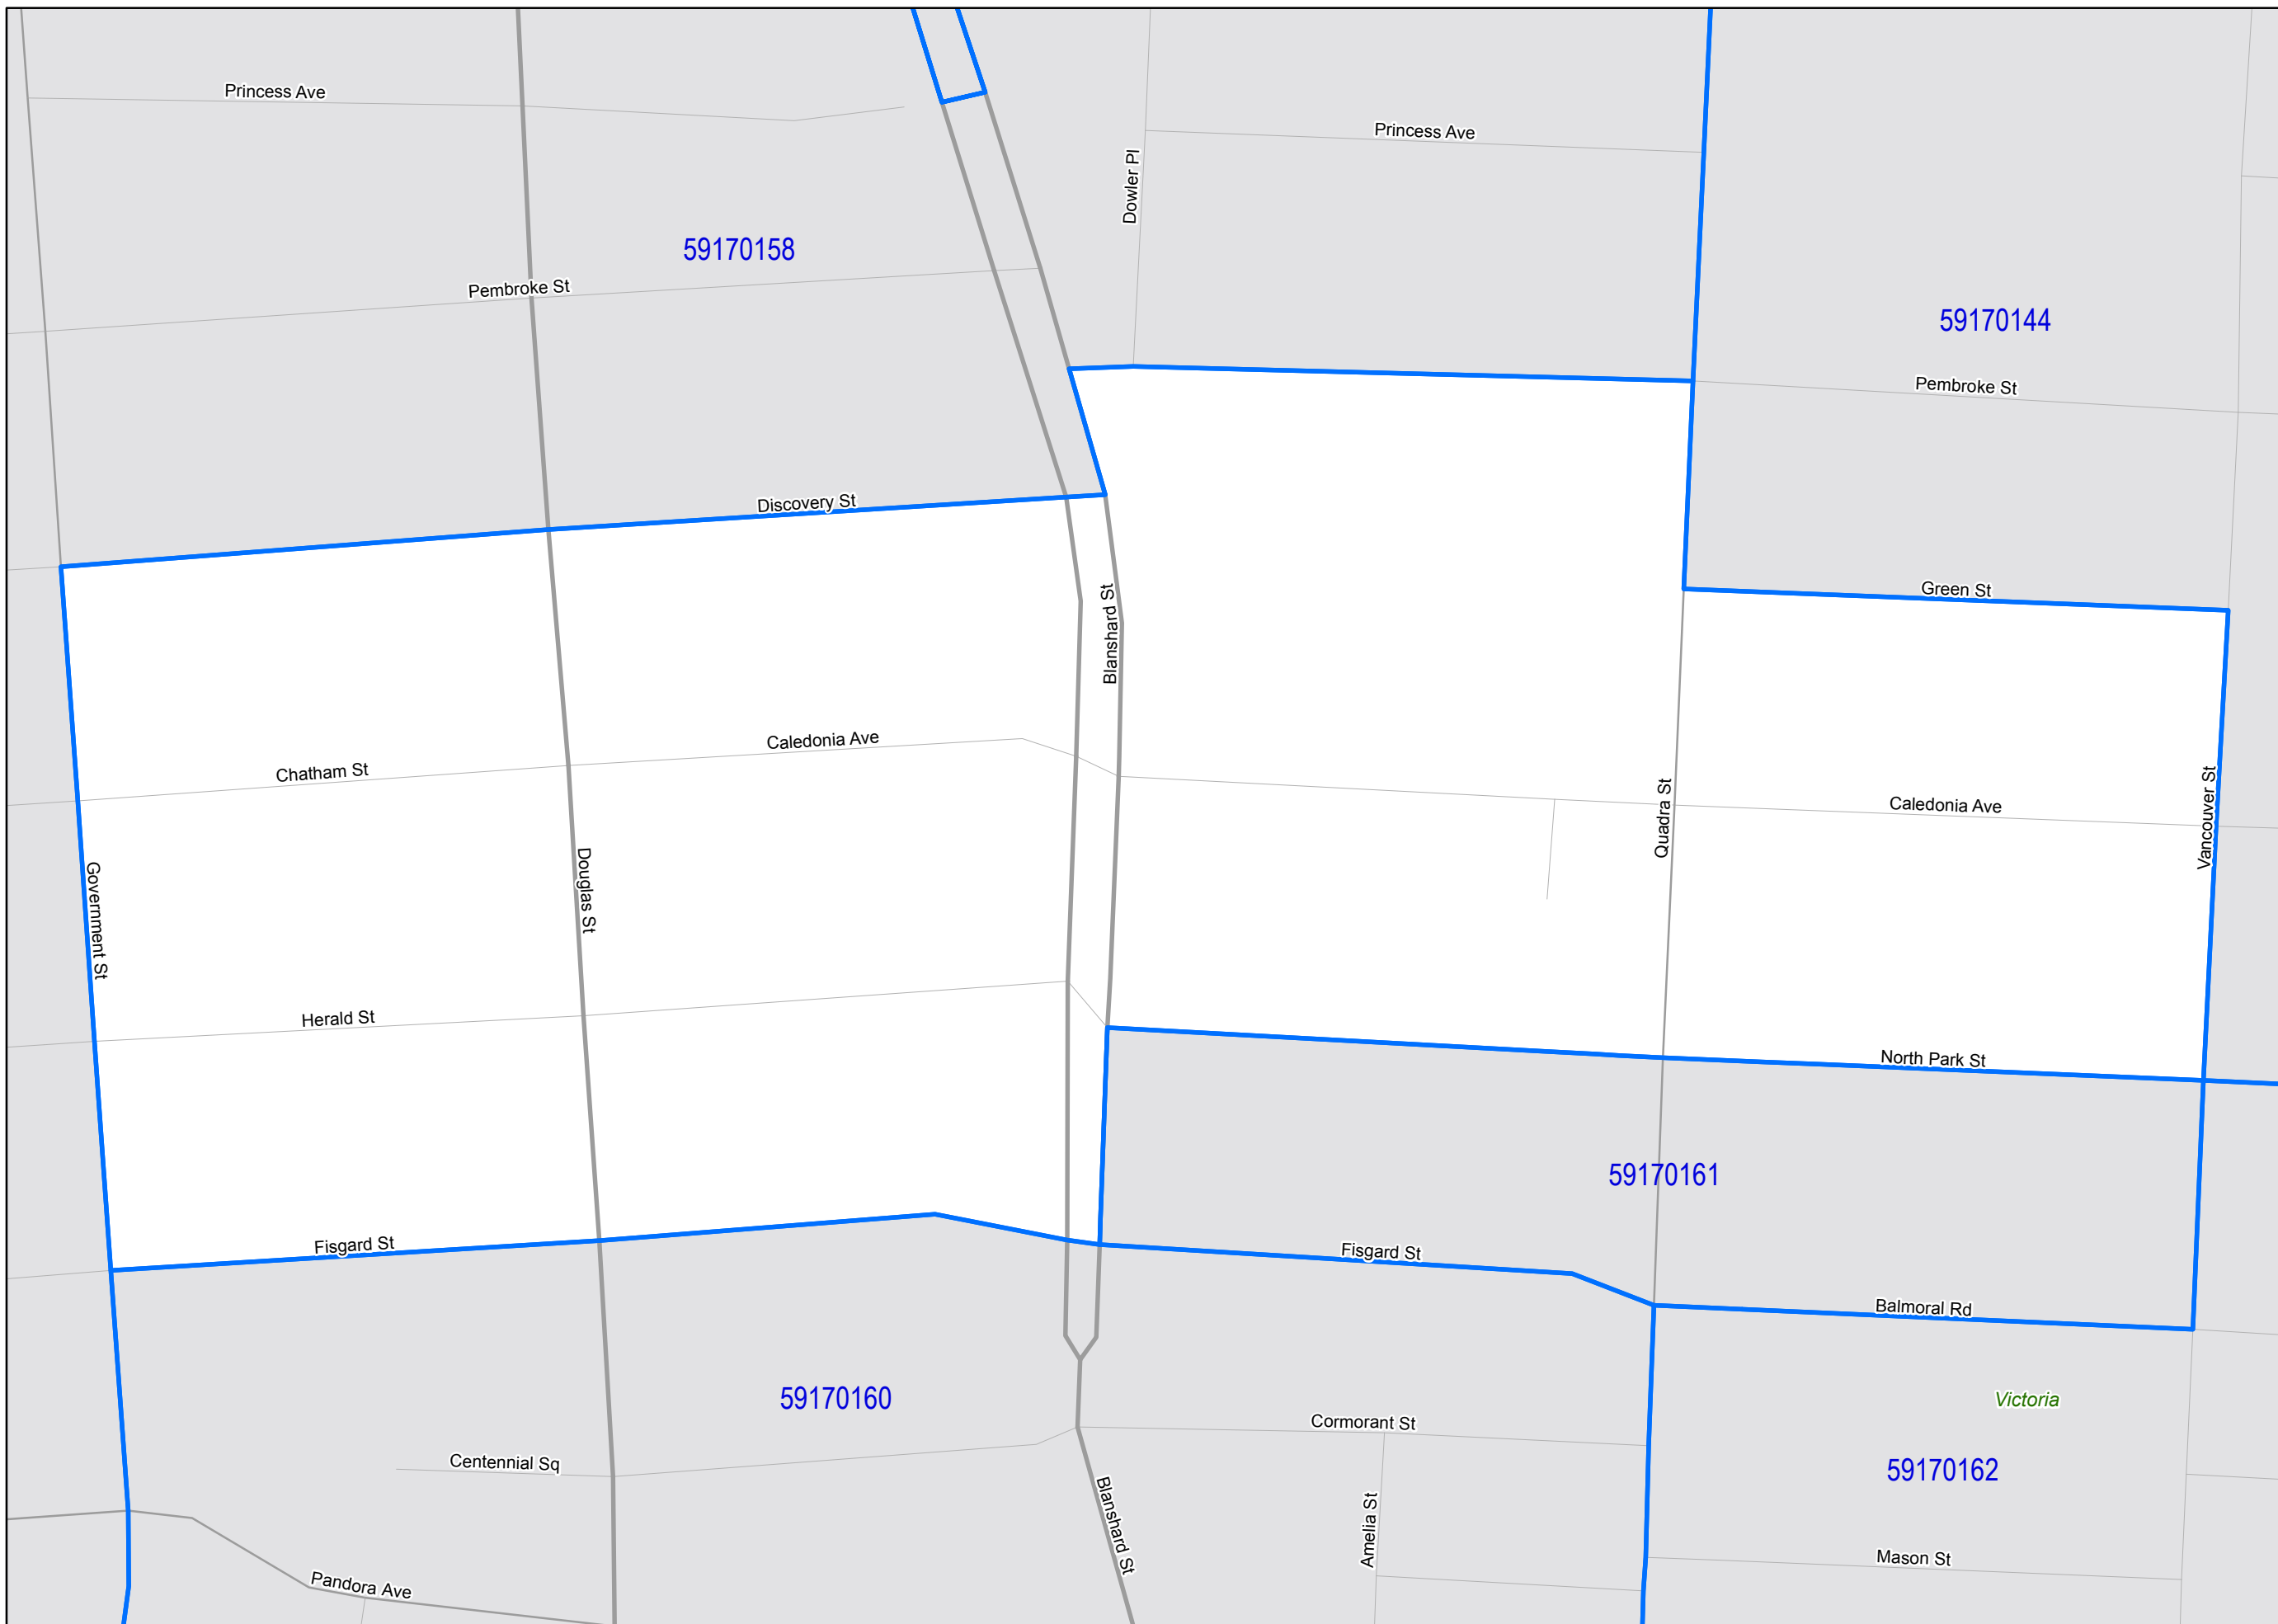 Princess Ave
Princess Ave
Dowler Pl
59170158
Pembroke St
59170144
Pembroke St
Discovery St
Green St
Blanshard St
Caledonia Ave
Chatham St
Quadra St
Caledonia Ave
Vancouver St
Government St
Douglas St
Herald St
North Park St
59170161
Fisgard St
Fisgard St
Balmoral Rd
59170160
Victoria
Cormorant St
Centennial Sq
59170162
Blanshard St
Amelia St
Mason St
Pandora Ave